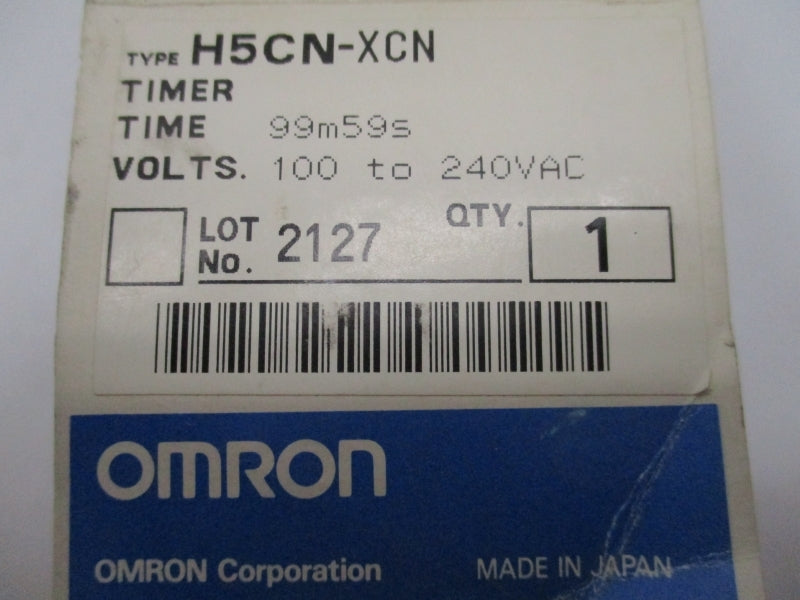 TYPE H5CN-XCN
TIMER
TIME 99m59s
VOLTS. 100 to 240VAC
LOT No. 2127 QTY. 1
OMRON
OMRON Corporation MADE IN JAPAN